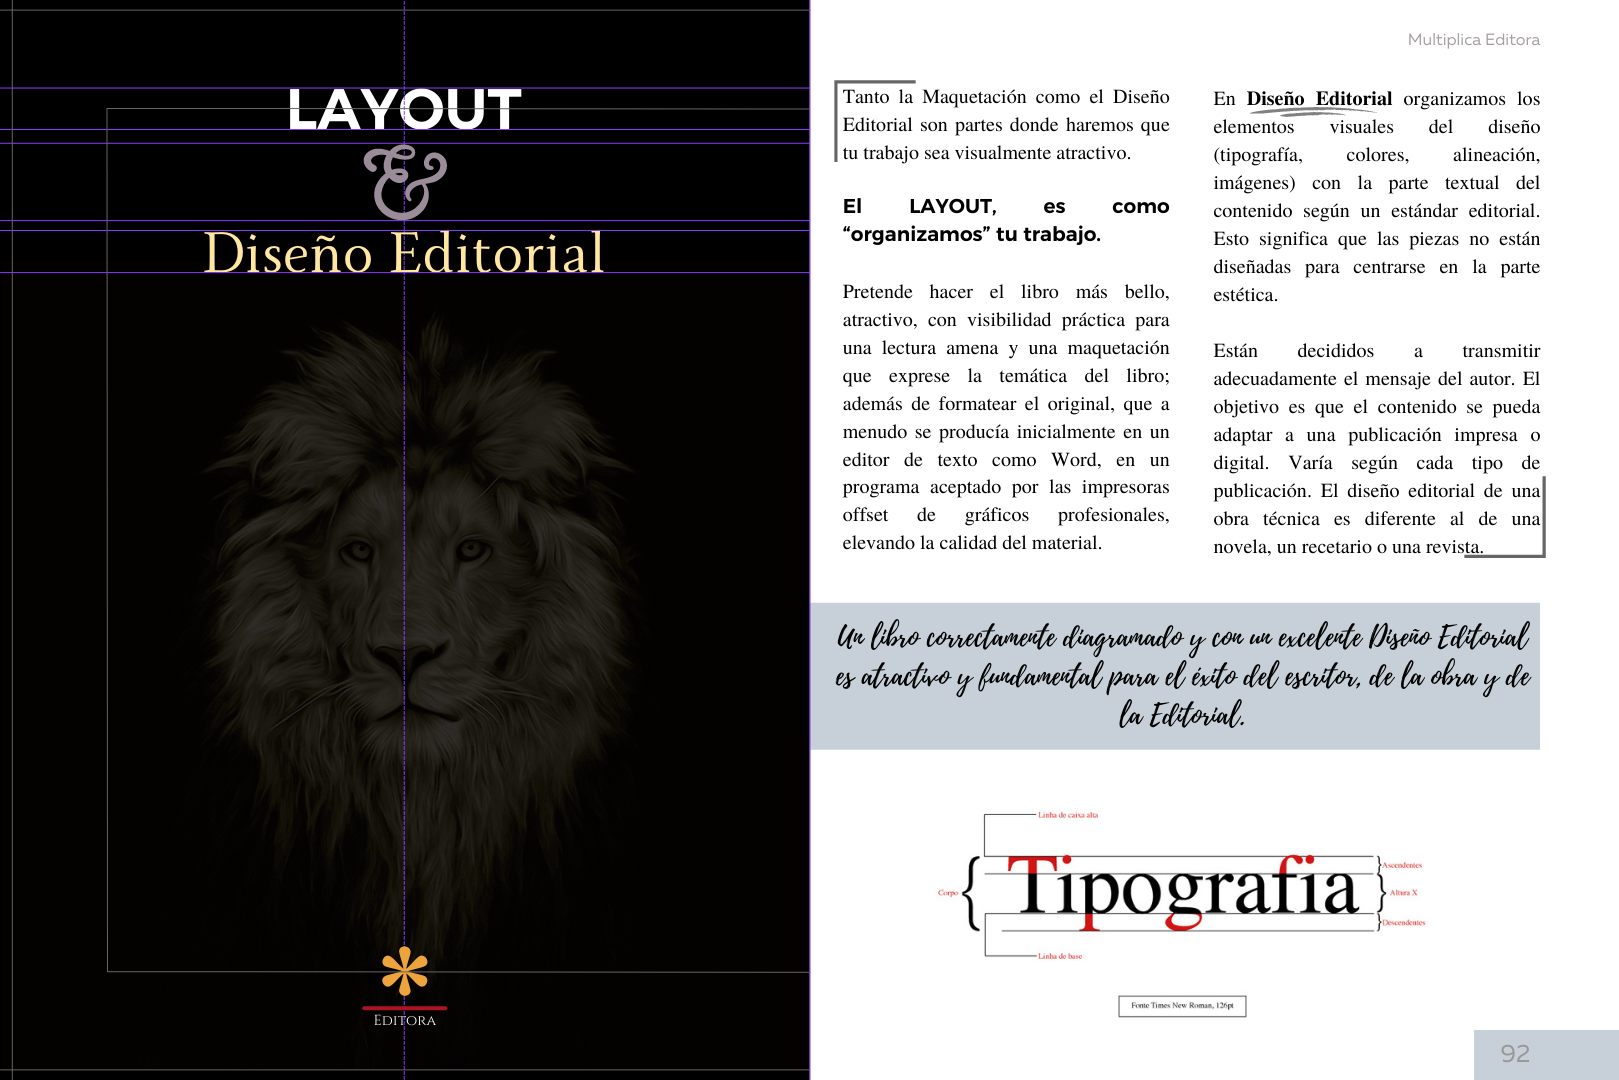 LAYOUT
&
Diseño Editorial
*
EDITORA
Multiplica Editora
Tanto la Maquetación como el Diseño
Editorial son partes donde haremos que
tu trabajo sea visualmente atractivo.
El LAYOUT, es como
“organizamos” tu trabajo.
Pretende hacer el libro más bello,
atractivo, con visibilidad práctica para
una lectura amena y una maquetación
que exprese la temática del libro;
además de formatear el original, que a
menudo se producía inicialmente en un
editor de texto como Word, en un
programa aceptado por las impresoras
offset de gráficos profesionales,
elevando la calidad del material.
En Diseño Editorial organizamos los
elementos visuales del diseño
(tipografía, colores, alineación,
imágenes) con la parte textual del
contenido según un estándar editorial.
Esto significa que las piezas no están
diseñadas para centrarse en la parte
estética.
Están decididos a transmitir
adecuadamente el mensaje del autor. El
objetivo es que el contenido se pueda
adaptar a una publicación impresa o
digital. Varía según cada tipo de
publicación. El diseño editorial de una
obra técnica es diferente al de una
novela, un recetario o una revista.
Un libro correctamente diagramado y con un excelente Diseño Editorial
es atractivo y fundamental para el éxito del escritor, de la obra y de
la Editorial.
Linha de caixa alta
Corpo
Tipografia
Ascendentes
Altura X
Descendentes
Linha de base
Fonte Times New Roman, 126pt
92